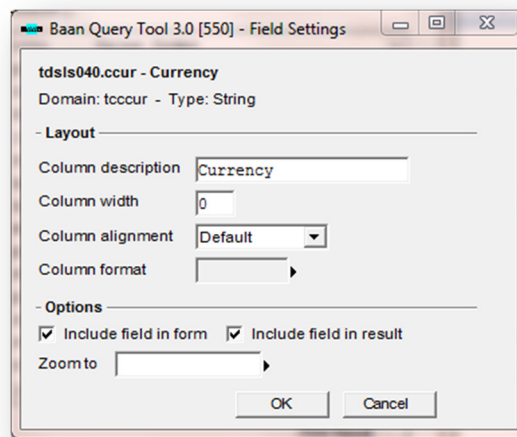 Baan Query Tool 3.0 [550] - Field Settings
tdsls040.ccur - Currency
Domain: tcccur - Type: String
Layout
Column description Currency
Column width 0
Column alignment Default
Column format
Options
Include field in form Include field in result
Zoom to
OK Cancel